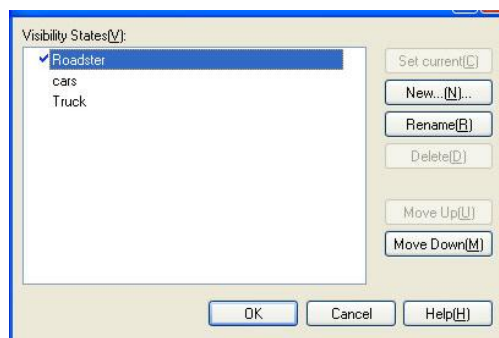 Visibility States(V):
Roadster
cars
Truck
Set current(C)
New...(N)...
Rename(R)
Delete(D)
Move Up(U)
Move Down(M)
OK
Cancel
Help(H)